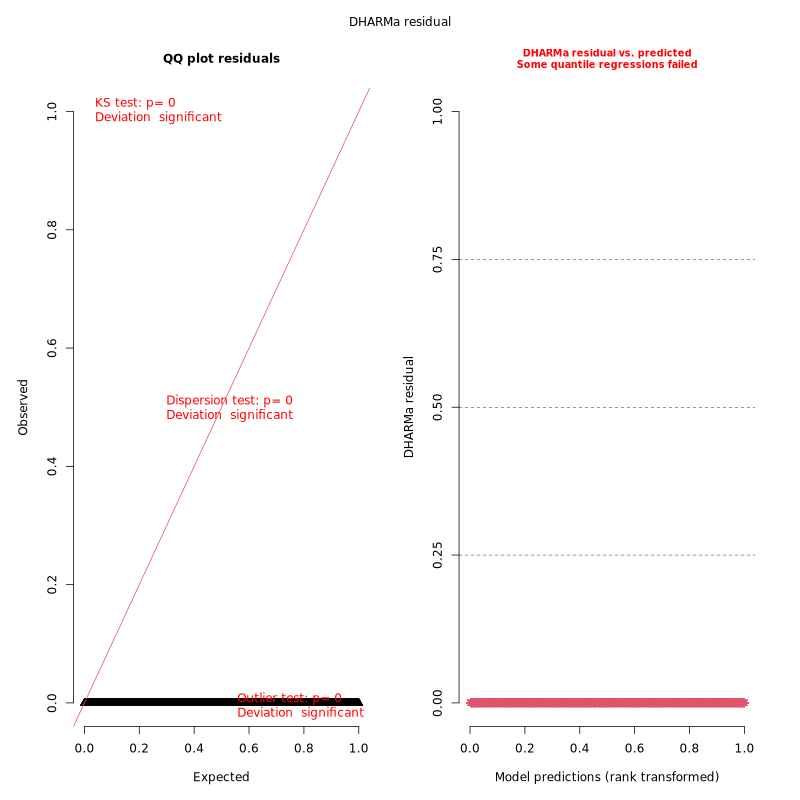 DHARMa residual
QQ plot residuals
KS test: p= 0
Deviation  significant
Dispersion test: p= 0
Deviation  significant
Outlier test: p= 0
Deviation  significant
Observed
0.0 0.2 0.4 0.6 0.8 1.0
0.0 0.2 0.4 0.6 0.8 1.0
Expected
DHARMa residual vs. predicted
Some quantile regressions failed
DHARMa residual
0.00 0.25 0.50 0.75 1.00
0.0 0.2 0.4 0.6 0.8 1.0
Model predictions (rank transformed)